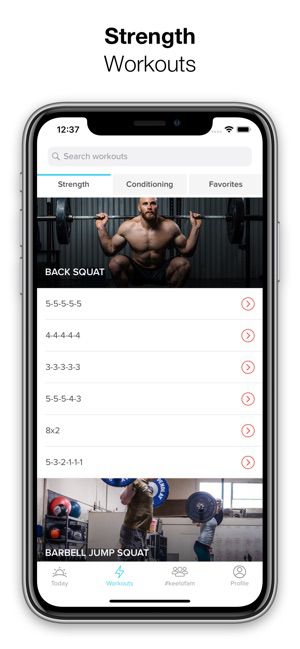 Strength
Workouts
12:37
Search workouts
Strength Conditioning Favorites
BACK SQUAT
5-5-5-5-5
4-4-4-4-4
3-3-3-3-3
5-5-5-4-3
8x2
5-3-2-1-1-1
BARBELL JUMP SQUAT
Today Workouts #keelofam Profile